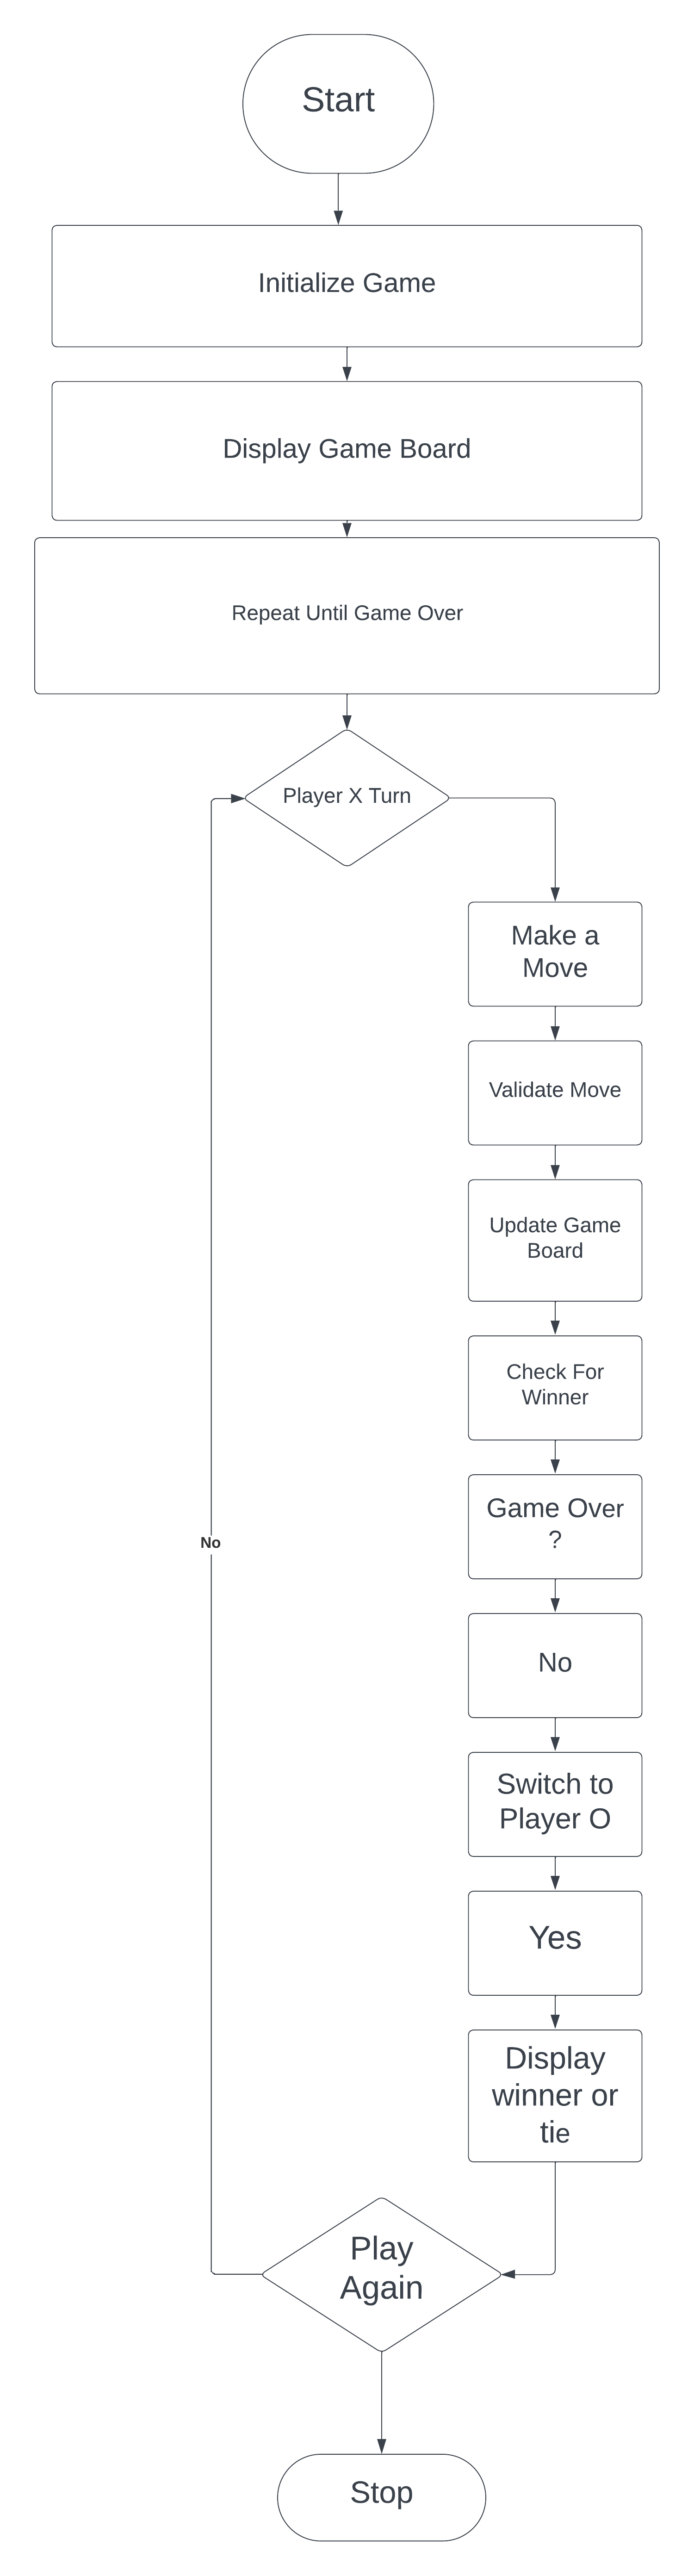 Start
Initialize Game
Display Game Board
Repeat Until Game Over
Player X Turn
Make a
Move
Validate Move
Update Game
Board
Check For
Winner
Game Over
?
No
No
Switch to
Player O
Yes
Display
winner or
tie
Play
Again
Stop